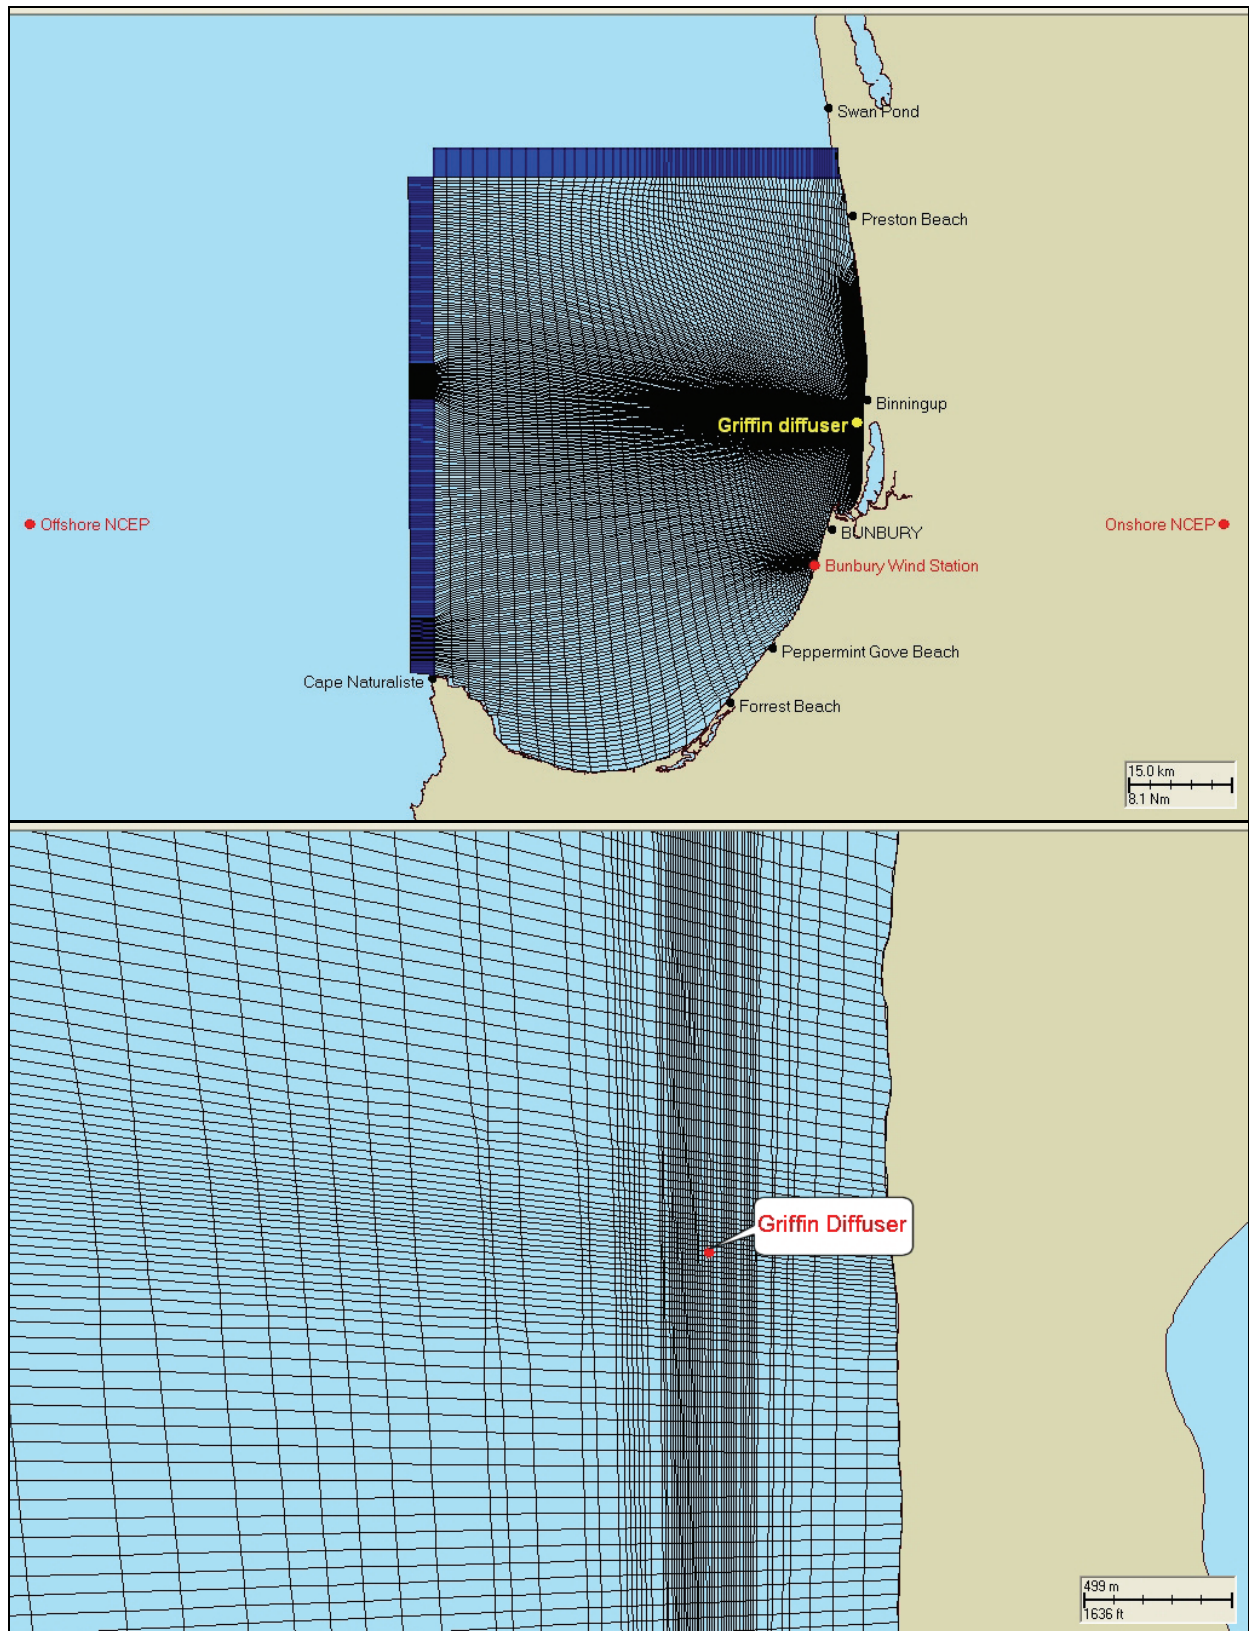 Swan Pond
Preston Beach
Binningup
Griffin diffuser
Offshore NCEP
Onshore NCEP
BUNBURY
Bunbury Wind Station
Peppermint Gove Beach
Cape Naturaliste
Forrest Beach
15.0 km
8.1 Nm
Griffin Diffuser
499 m
1636 ft